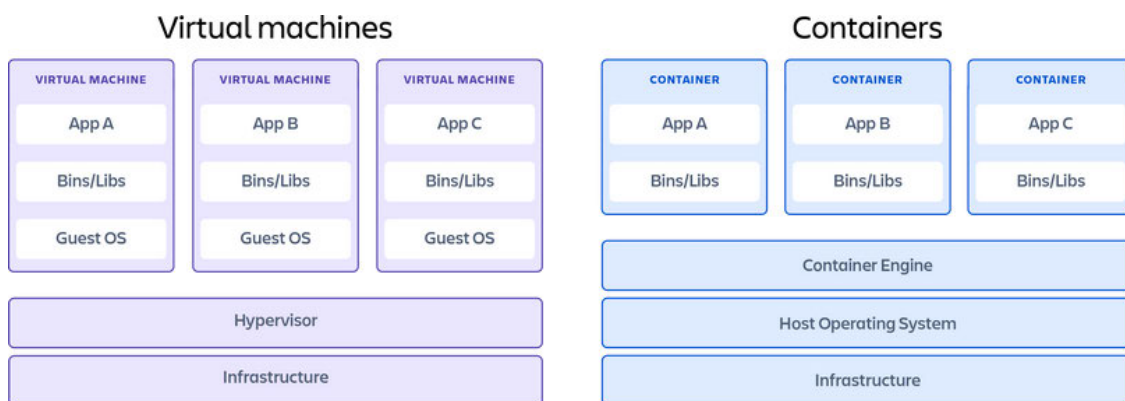 Virtual machines
VIRTUAL MACHINE
App A
Bins/Libs
Guest OS
VIRTUAL MACHINE
App B
Bins/Libs
Guest OS
VIRTUAL MACHINE
App C
Bins/Libs
Guest OS
Hypervisor
Infrastructure
Containers
CONTAINER
App A
Bins/Libs
CONTAINER
App B
Bins/Libs
CONTAINER
App C
Bins/Libs
Container Engine
Host Operating System
Infrastructure